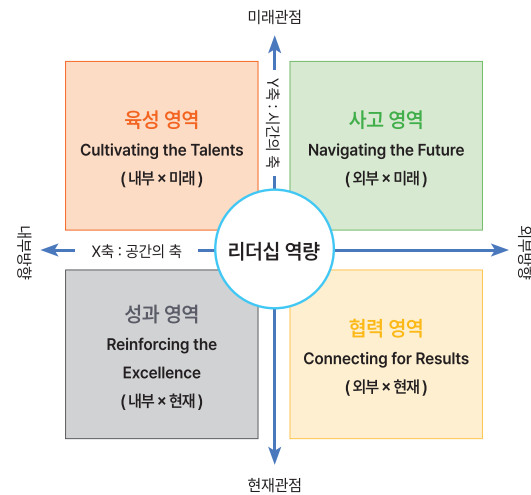 미래관점
Y축 : 시간의 축
육성 영역
Cultivating the Talents
( 내부 × 미래 )
사고 영역
Navigating the Future
( 외부 × 미래 )
내부방향
X축 : 공간의 축
리더십 역량
외부방향
성과 영역
Reinforcing the
Excellence
( 내부 × 현재 )
협력 영역
Connecting for Results
( 외부 × 현재 )
현재관점